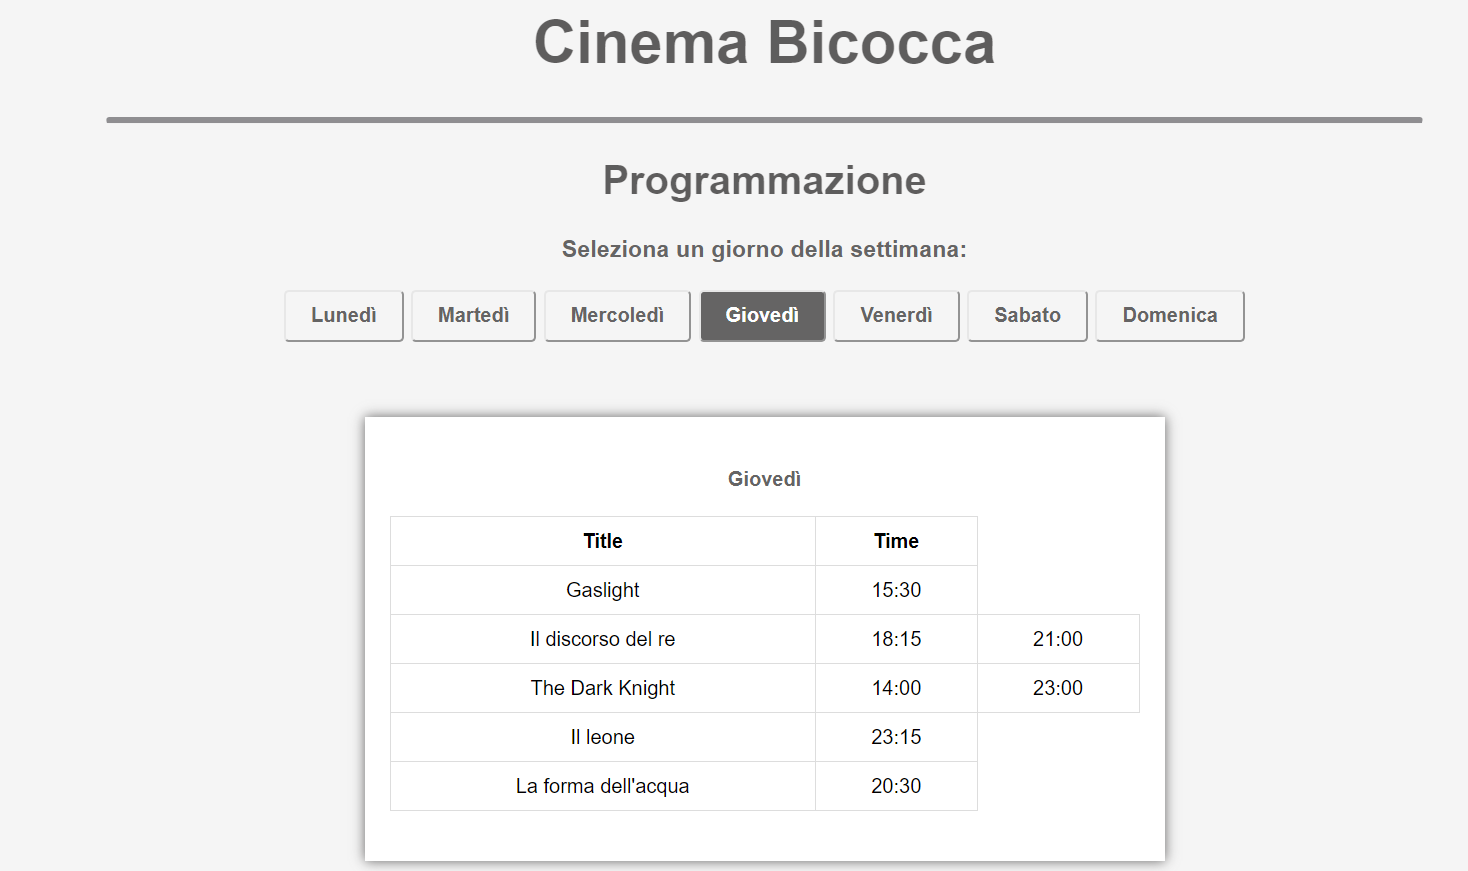 Cinema Bicocca
Programmazione
Seleziona un giorno della settimana:
Lunedì Martedì Mercoledì Giovedì Venerdì Sabato Domenica
Giovedì
Title Time
Gaslight 15:30
Il discorso del re 18:15 21:00
The Dark Knight 14:00 23:00
Il leone 23:15
La forma dell'acqua 20:30